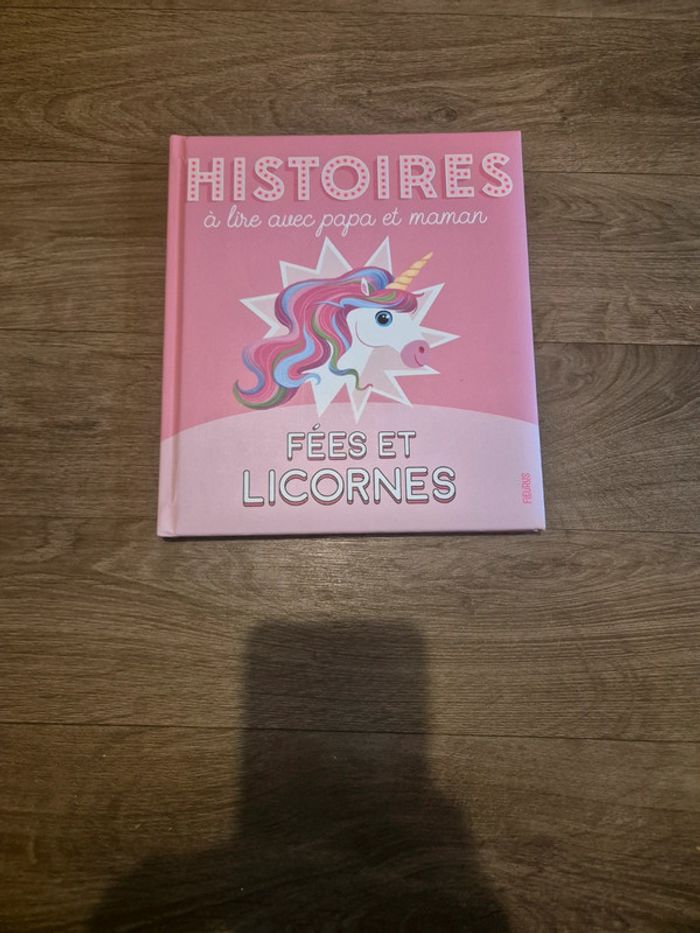 HISTOIRES
à lire avec papa et maman
FÉES ET
LICORNES
FLEURUS